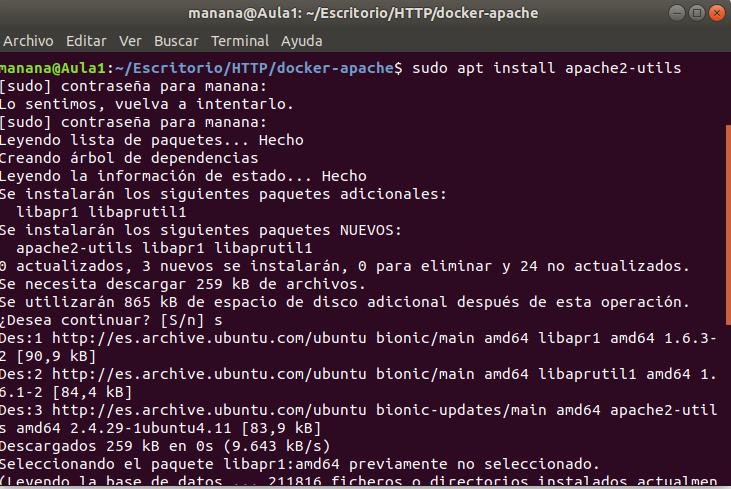 manana@Aula1: ~/Escritorio/HTTP/docker-apache
Archivo Editar Ver Buscar Terminal Ayuda
manana@Aula1:~/Escritorio/HTTP/docker-apache$ sudo apt install apache2-utils
[sudo] contraseña para manana:
Lo sentimos, vuelva a intentarlo.
[sudo] contraseña para manana:
Leyendo lista de paquetes... Hecho
Creando árbol de dependencias
Leyendo la información de estado... Hecho
Se instalarán los siguientes paquetes adicionales:
  libapr1 libaprutil1
Se instalarán los siguientes paquetes NUEVOS:
  apache2-utils libapr1 libaprutil1
0 actualizados, 3 nuevos se instalarán, 0 para eliminar y 24 no actualizados.
Se necesita descargar 259 kB de archivos.
Se utilizarán 865 kB de espacio de disco adicional después de esta operación.
¿Desea continuar? [S/n] s
Des:1 http://es.archive.ubuntu.com/ubuntu bionic/main amd64 libapr1 amd64 1.6.3-
2 [90,9 kB]
Des:2 http://es.archive.ubuntu.com/ubuntu bionic/main amd64 libaprutil1 amd64 1.
6.1-2 [84,4 kB]
Des:3 http://es.archive.ubuntu.com/ubuntu bionic-updates/main amd64 apache2-util
s amd64 2.4.29-1ubuntu4.11 [83,9 kB]
Descargados 259 kB en 0s (9.643 kB/s)
Seleccionando el paquete libapr1:amd64 previamente no seleccionado.
(Leyendo la base de datos ... 211816 ficheros o directorios instalados actualmen